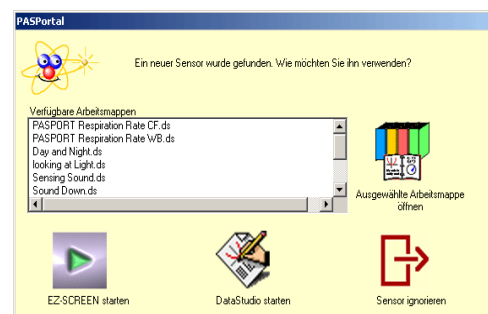 PASPortal
Ein neuer Sensor wurde gefunden. Wie möchten Sie ihn verwenden?
Verfügbare Arbeitsmappen
PASPORT Respiration Rate CF.ds
PASPORT Respiration Rate WB.ds
Day and Night.ds
looking at Light.ds
Sensing Sound.ds
Sound Down.ds
Ausgewählte Arbeitsmappe
öffnen
EZ-SCREEN starten
DataStudio starten
Sensor ignorieren